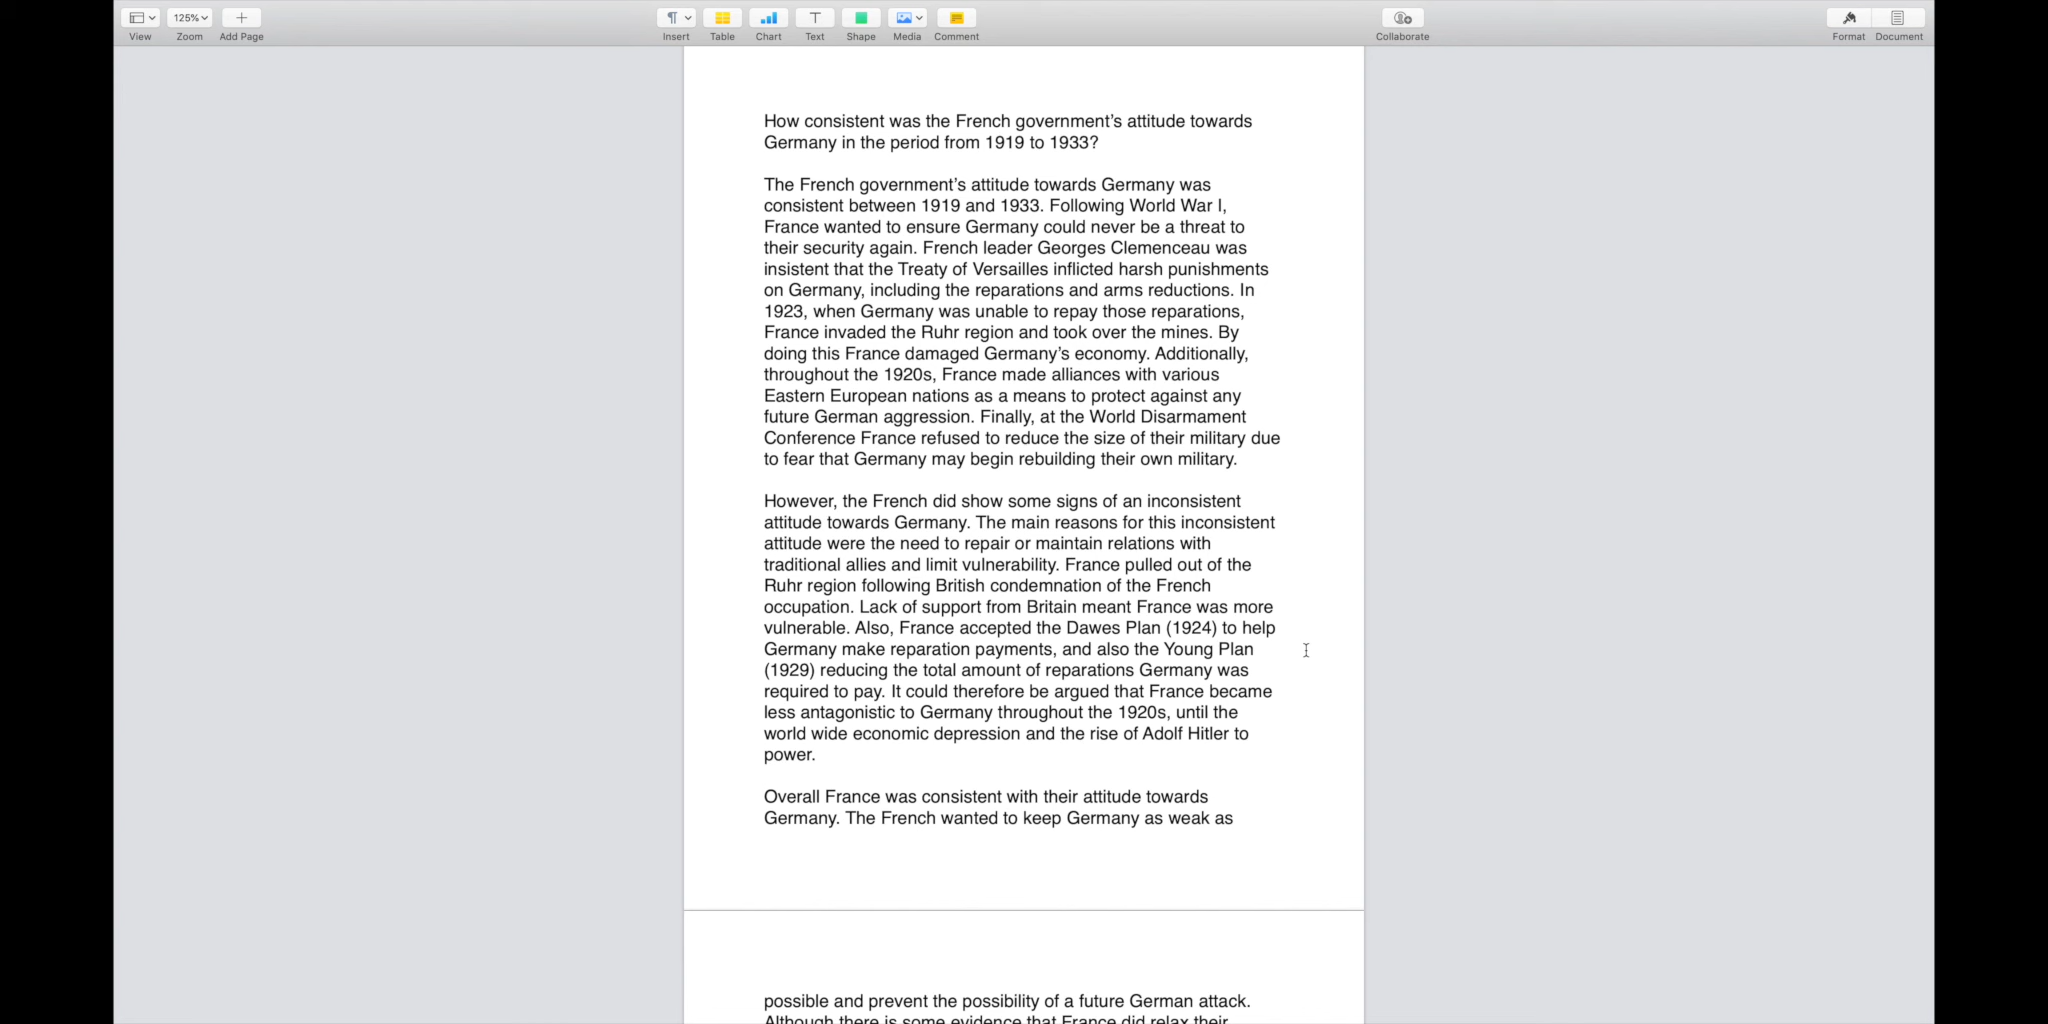 View
125%
Zoom
Add Page
Insert
Table
Chart
T
Text
Shape
Media
Comment
Collaborate
Format
Document
How consistent was the French government’s attitude towards
Germany in the period from 1919 to 1933?
The French government’s attitude towards Germany was
consistent between 1919 and 1933. Following World War I,
France wanted to ensure Germany could never be a threat to
their security again. French leader Georges Clemenceau was
insistent that the Treaty of Versailles inflicted harsh punishments
on Germany, including the reparations and arms reductions. In
1923, when Germany was unable to repay those reparations,
France invaded the Ruhr region and took over the mines. By
doing this France damaged Germany’s economy. Additionally,
throughout the 1920s, France made alliances with various
Eastern European nations as a means to protect against any
future German aggression. Finally, at the World Disarmament
Conference France refused to reduce the size of their military due
to fear that Germany may begin rebuilding their own military.
However, the French did show some signs of an inconsistent
attitude towards Germany. The main reasons for this inconsistent
attitude were the need to repair or maintain relations with
traditional allies and limit vulnerability. France pulled out of the
Ruhr region following British condemnation of the French
occupation. Lack of support from Britain meant France was more
vulnerable. Also, France accepted the Dawes Plan (1924) to help
Germany make reparation payments, and also the Young Plan
(1929) reducing the total amount of reparations Germany was
required to pay. It could therefore be argued that France became
less antagonistic to Germany throughout the 1920s, until the
world wide economic depression and the rise of Adolf Hitler to
power.
Overall France was consistent with their attitude towards
Germany. The French wanted to keep Germany as weak as
possible and prevent the possibility of a future German attack.
Although there is some evidence that France did relax their